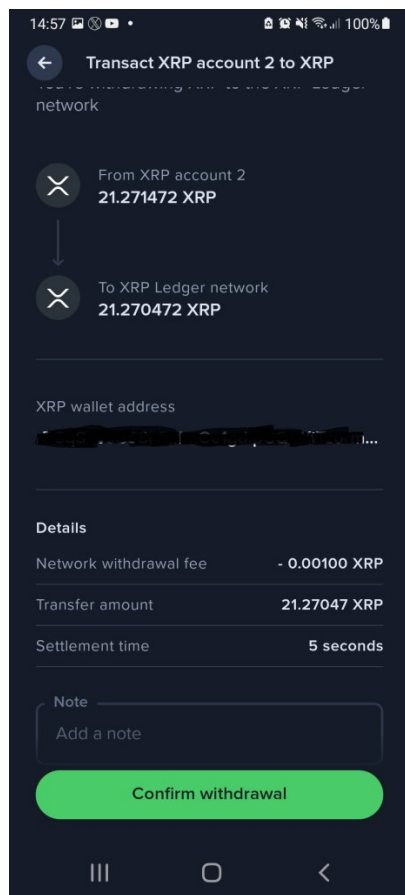 14:57
100%
Transact XRP account 2 to XRP
network
From XRP account 2
21.271472 XRP
To XRP Ledger network
21.270472 XRP
XRP wallet address
Details
Network withdrawal fee - 0.00100 XRP
Transfer amount 21.27047 XRP
Settlement time 5 seconds
Note
Add a note
Confirm withdrawal